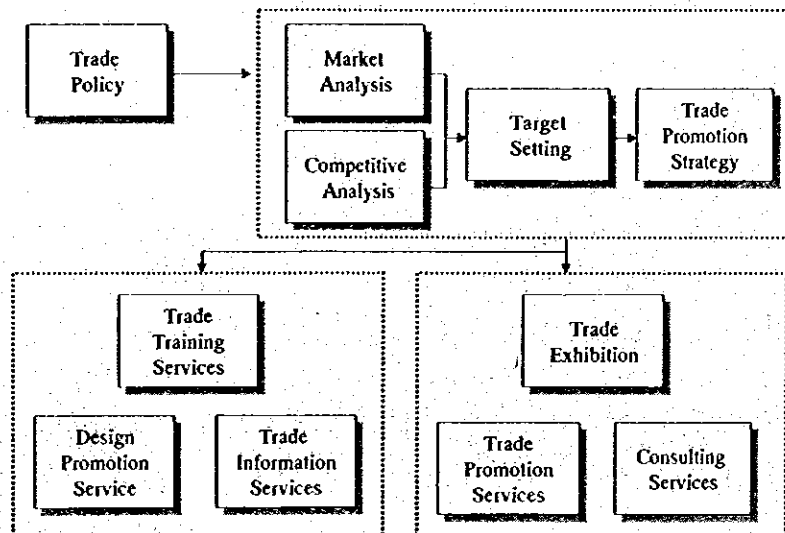 Trade
Policy
Market
Analysis
Competitive
Analysis
Target
Setting
Trade
Promotion
Strategy
Trade
Training
Services
Design
Promotion
Service
Trade
Information
Services
Trade
Exhibition
Trade
Promotion
Services
Consulting
Services